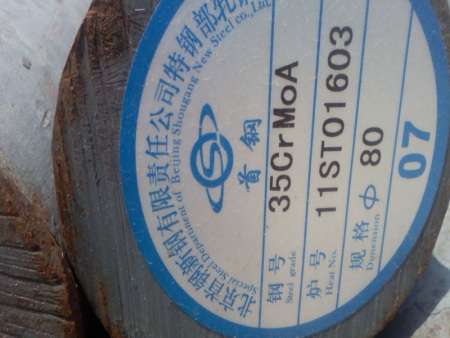 北京首钢新钢有限责任公司特钢部轧钢
Special Steel Department of Beijing Shougang New Steel co.,Ltd.
首钢
钢号 35CrMoA
Steel grade
炉号 11ST01603
Heat No.
规格 Φ 80
Dimension
07